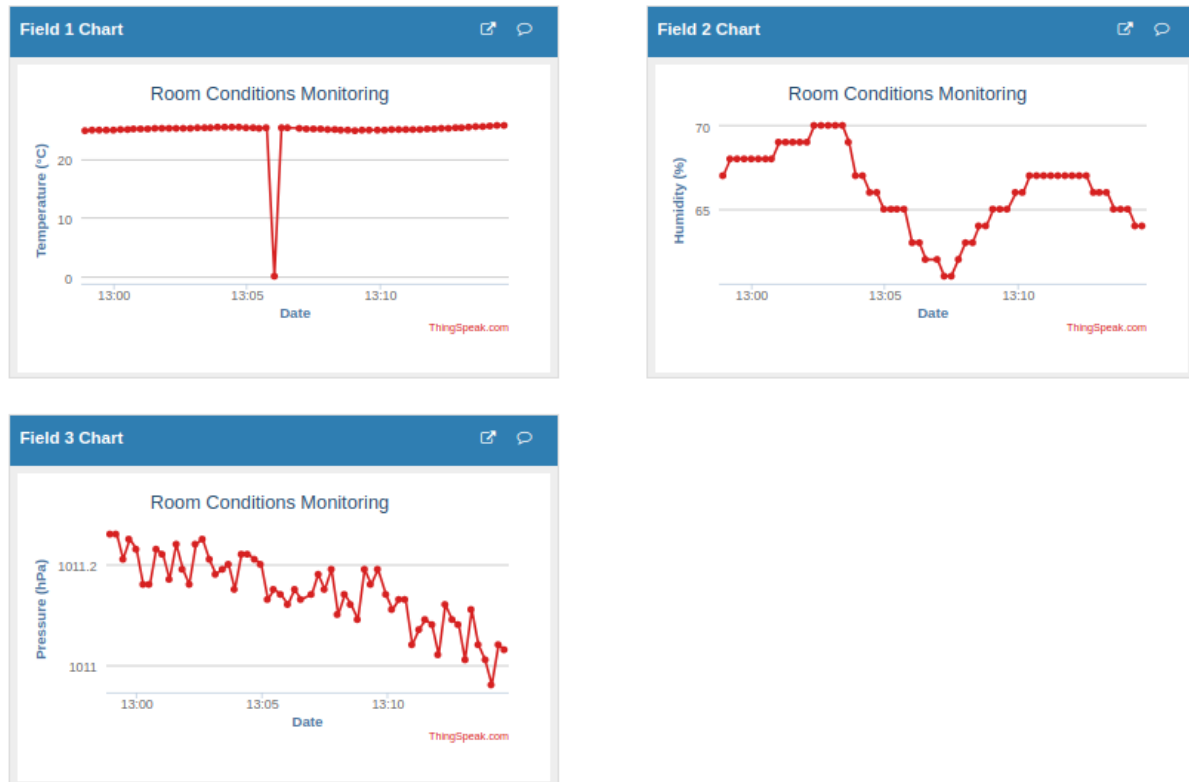 Field 1 Chart
Room Conditions Monitoring
Temperature (°C)
20
10
0
13:00 13:05 13:10
Date
ThingSpeak.com
Field 2 Chart
Room Conditions Monitoring
Humidity (%)
70
65
13:00 13:05 13:10
Date
ThingSpeak.com
Field 3 Chart
Room Conditions Monitoring
Pressure (hPa)
1011.2
1011
13:00 13:05 13:10
Date
ThingSpeak.com